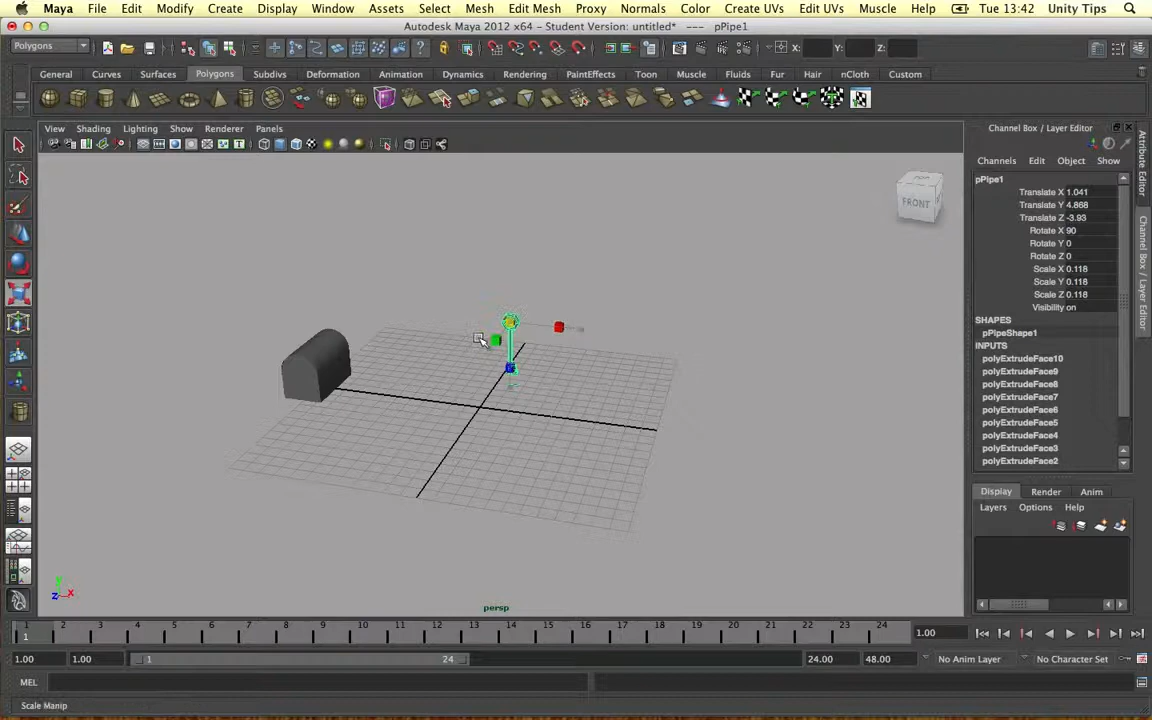 Maya File Edit Modify Create Display Window Assets Select Mesh Edit Mesh Proxy Normals Color Create UVs Edit UVs Muscle Help Tue 13:42 Unity Tips
Autodesk Maya 2012 x64 - Student Version: untitled* --- pPipe1
Polygons X: Y: Z:
General Curves Surfaces Polygons Subdivs Deformation Animation Dynamics Rendering PaintEffects Toon Muscle Fluids Fur Hair nCloth Custom
View Shading Lighting Show Renderer Panels
Channel Box / Layer Editor
Channels Edit Object Show
pPipe1
Translate X 1.041
Translate Y 4.868
Translate Z -3.93
Rotate X 90
Rotate Y 0
Rotate Z 0
Scale X 0.118
Scale Y 0.118
Scale Z 0.118
Visibility on
SHAPES
pPipeShape1
INPUTS
polyExtrudeFace10
polyExtrudeFace9
polyExtrudeFace8
polyExtrudeFace7
polyExtrudeFace6
polyExtrudeFace5
polyExtrudeFace4
polyExtrudeFace3
polyExtrudeFace2
Attribute Editor
Channel Box / Layer Editor
FRONT
Display Render Anim
Layers Options Help
y
z x
persp
1 2 3 4 5 6 7 8 9 10 11 12 13 14 15 16 17 18 19 20 21 22 23 24
1 1.00
1.00 1.00 1 24 24.00 48.00 No Anim Layer No Character Set
MEL
Scale Manip